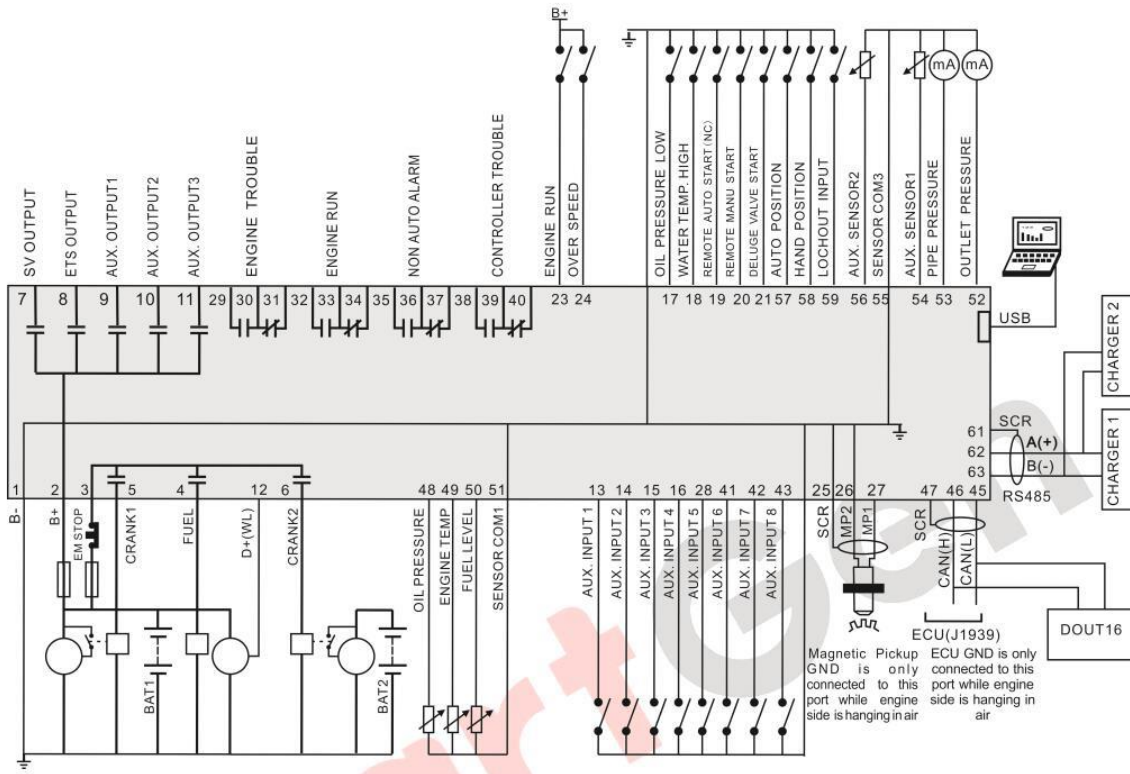 B+
mA
mA
SV OUTPUT
ETS OUTPUT
AUX. OUTPUT1
AUX. OUTPUT2
AUX. OUTPUT3
ENGINE TROUBLE
ENGINE RUN
NON AUTO ALARM
CONTROLLER TROUBLE
ENGINE RUN
OVER SPEED
OIL PRESSURE LOW
WATER TEMP. HIGH
REMOTE AUTO START(NC)
REMOTE MANU START
DELUGE VALVE START
AUTO POSITION
HAND POSITION
LOCHOUT INPUT
AUX. SENSOR2
SENSOR COM3
AUX. SENSOR1
PIPE PRESSURE
OUTLET PRESSURE
7 8 9 10 11 29 30 31 32 33 34 35 36 37 38 39 40 23 24 17 18 19 20 21 57 58 59 56 55 54 53 52
USB
CHARGER 2
CHARGER 1
61 SCR
62 A(+)
63 B(-)
RS485
1 2 3 5 4 12 6 48 49 50 51 13 14 15 16 28 41 42 43 25 26 27 47 46 45
B-
B+
EM STOP
CRANK1
FUEL
D+(WL)
CRANK2
OIL PRESSURE
ENGINE TEMP
FUEL LEVEL
SENSOR COM1
AUX. INPUT 1
AUX. INPUT 2
AUX. INPUT 3
AUX. INPUT 4
AUX. INPUT 5
AUX. INPUT 6
AUX. INPUT 7
AUX. INPUT 8
SCR
MP2
MP1
SCR
CAN(H)
CAN(L)
BAT1
BAT2
DOUT16
ECU(J1939)
Magnetic Pickup
GND is only
connected to this
port while engine
side is hanging in air
ECU GND is only
connected to this
port while engine
side is hanging in
air
art Gen